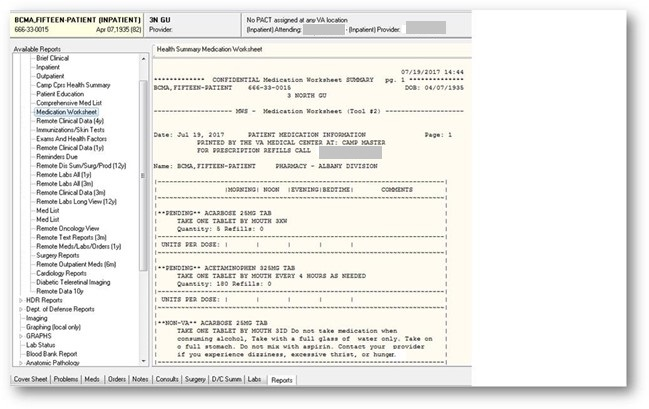 BCMA,FIFTEEN-PATIENT (INPATIENT)
666-33-0015 Apr 07,1935 (82)
3N GU
Provider:
No PACT assigned at any VA location
(Inpatient) Attending: - (Inpatient) Provider:
Available Reports
Brief Clinical
Inpatient
Outpatient
Camp Cprs Health Summary
Patient Education
Comprehensive Med List
Medication Worksheet
Remote Clinical Data (4y)
Immunizations/Skin Tests
Exams And Health Factors
Remote Clinical Data (1y)
Reminders Due
Remote Dis Sum/Surg/Prod (12y)
Remote Labs All (1y)
Remote Labs All (3m)
Remote Clinical Data (3m)
Remote Labs Long View (12y)
Med List
Med List
Remote Oncology View
Remote Text Reports (3m)
Remote Meds/Labs/Orders (1y)
Surgery Reports
Remote Outpatient Meds (6m)
Cardiology Reports
Diabetic Teleretinal Imaging
Remote Data 10y
HDR Reports
Dept. of Defense Reports
Imaging
Graphing (local only)
GRAPHS
Lab Status
Blood Bank Report
Anatomic Pathology
Health Summary Medication Worksheet
07/19/2017 14:44
************* CONFIDENTIAL Medication Worksheet SUMMARY pg. 1 *************
BCMA,FIFTEEN-PATIENT 666-33-0015 DOB: 04/07/1935
3 NORTH GU
------------------- MWS - Medication Worksheet (Tool #2) -------------------
Date: Jul 19, 2017 PATIENT MEDICATION INFORMATION Page: 1
PRINTED BY THE VA MEDICAL CENTER AT: CAMP MASTER
FOR PRESCRIPTION REFILLS CALL
Name: BCMA,FIFTEEN-PATIENT PHARMACY - ALBANY DIVISION
|MORNING| NOON |EVENING|BEDTIME| COMMENTS
|**PENDING** ACARBOSE 25MG TAB
TAKE ONE TABLET BY MOUTH 3XW
Quantity: 5 Refills: 0
| UNITS PER DOSE: | | | | |
|**PENDING** ACETAMINOPHEN 325MG TAB
TAKE ONE TABLET BY MOUTH EVERY 4 HOURS AS NEEDED
Quantity: 180 Refills: 0
| UNITS PER DOSE: | | | | |
|**NON-VA** ACARBOSE 25MG TAB
TAKE ONE TABLET BY MOUTH 3ID Do not take medication when
consuming alcohol, Take with a full glass of water only. Take on
o full stomach. Do not mix with aspirin. Contact your provider
if you experience dizziness, excessive thrist, or hunger.
Cover Sheet Problems Meds Orders Notes Consults Surgery D/C Summ Labs Reports